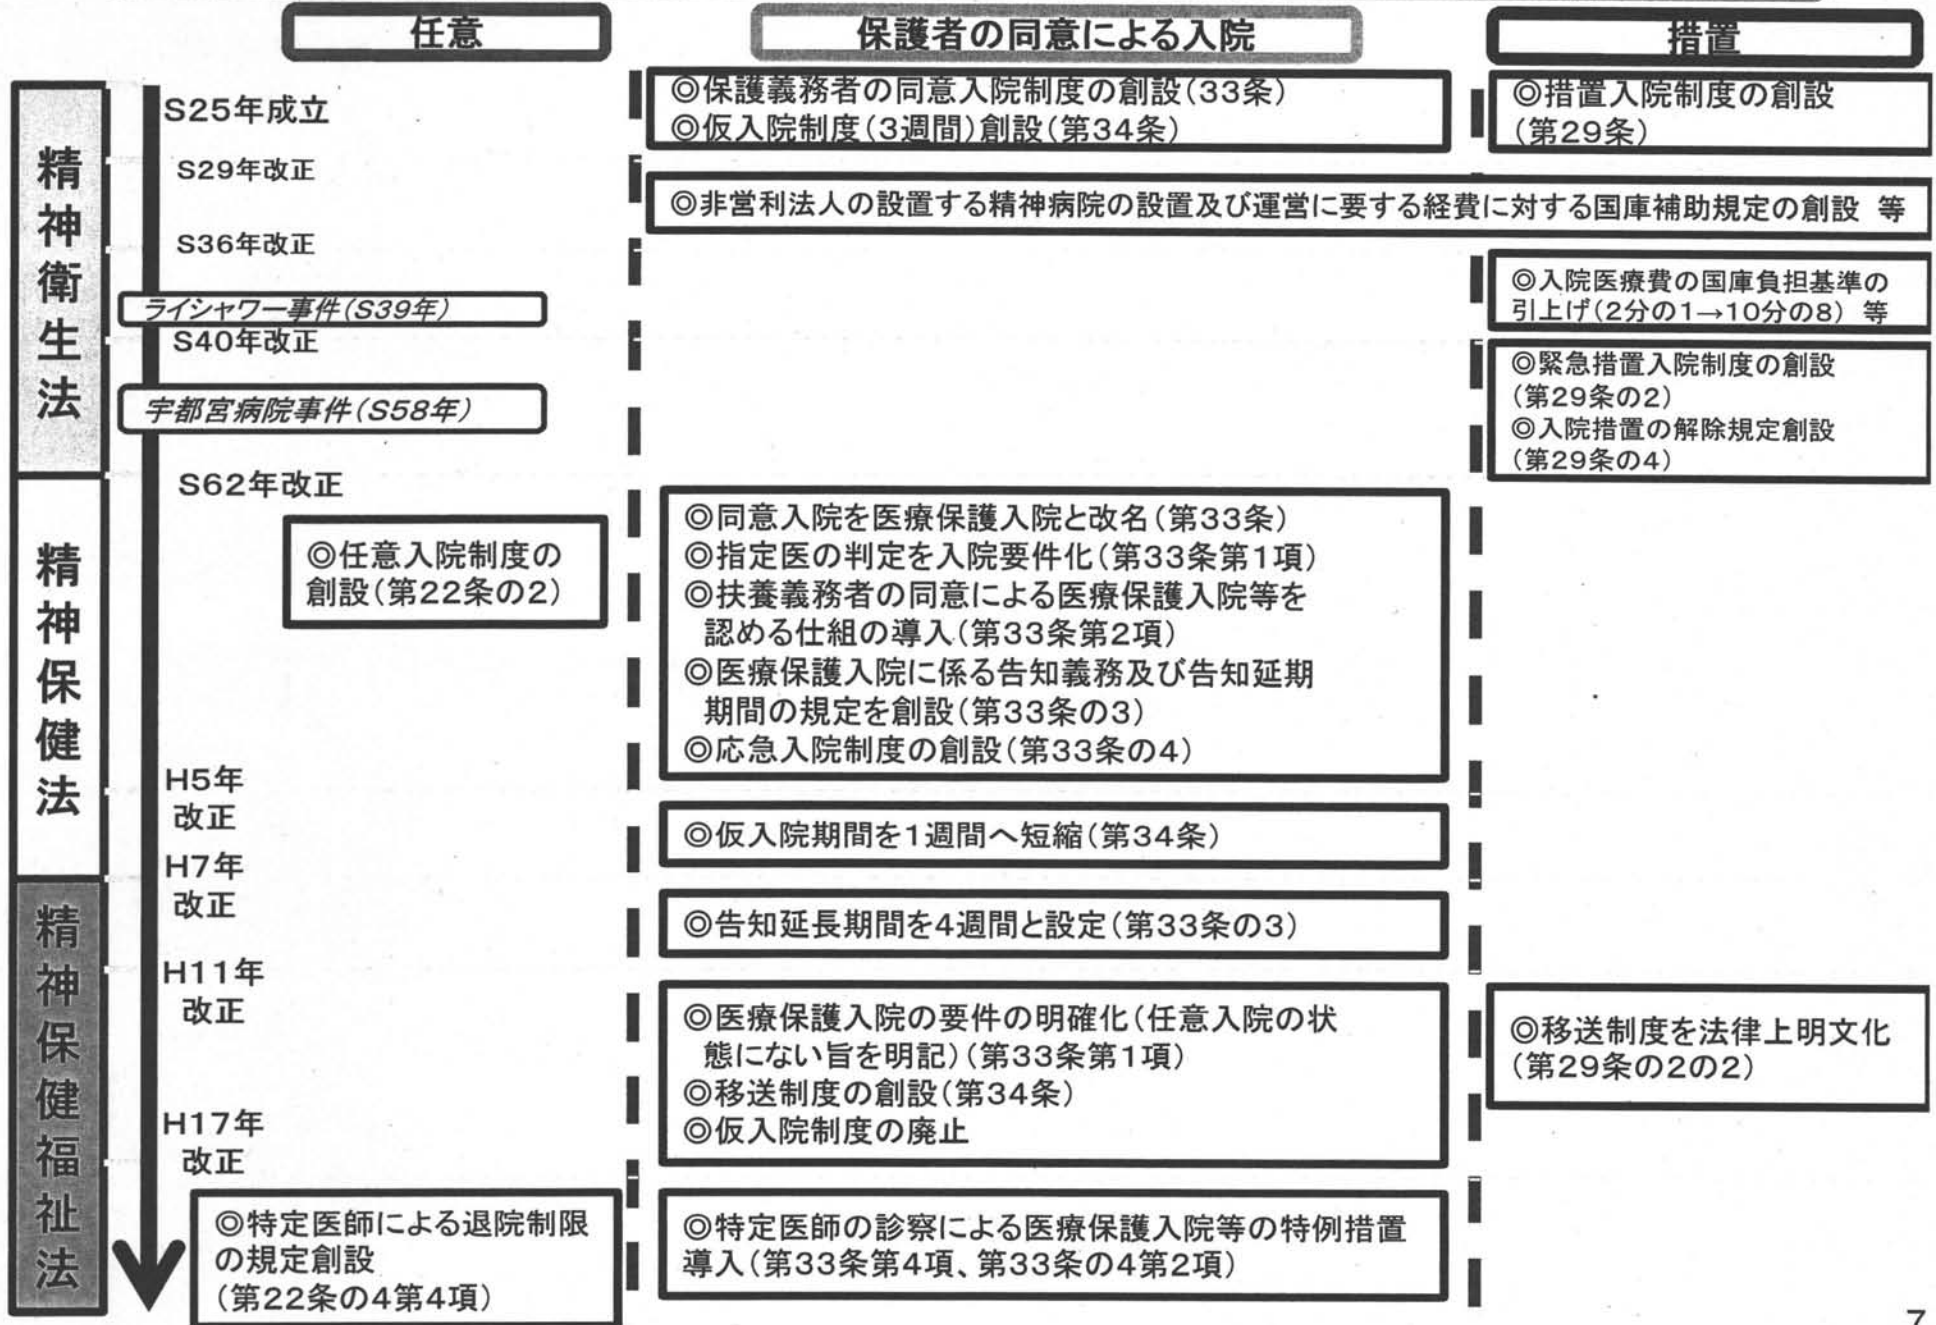 任意
保護者の同意による入院
措置
精神衛生法
精神保健法
精神保健福祉法
S25年成立
◎保護義務者の同意入院制度の創設(33条)
◎仮入院制度(3週間)創設(第34条)
◎措置入院制度の創設
(第29条)
S29年改正
◎非営利法人の設置する精神病院の設置及び運営に要する経費に対する国庫補助規定の創設 等
S36年改正
◎入院医療費の国庫負担基準の
引上げ(2分の1→10分の8) 等
ライシャワー事件(S39年)
S40年改正
◎緊急措置入院制度の創設
(第29条の2)
◎入院措置の解除規定創設
(第29条の4)
宇都宮病院事件(S58年)
S62年改正
◎任意入院制度の
創設(第22条の2)
◎同意入院を医療保護入院と改名(第33条)
◎指定医の判定を入院要件化(第33条第1項)
◎扶養義務者の同意による医療保護入院等を
認める仕組の導入(第33条第2項)
◎医療保護入院に係る告知義務及び告知延期
期間の規定を創設(第33条の3)
◎応急入院制度の創設(第33条の4)
H5年
改正
◎仮入院期間を1週間へ短縮(第34条)
H7年
改正
◎告知延長期間を4週間と設定(第33条の3)
H11年
改正
◎医療保護入院の要件の明確化(任意入院の状
態にない旨を明記)(第33条第1項)
◎移送制度の創設(第34条)
◎仮入院制度の廃止
◎移送制度を法律上明文化
(第29条の2の2)
H17年
改正
◎特定医師による退院制限
の規定創設
(第22条の4第4項)
◎特定医師の診察による医療保護入院等の特例措置
導入(第33条第4項、第33条の4第2項)
7